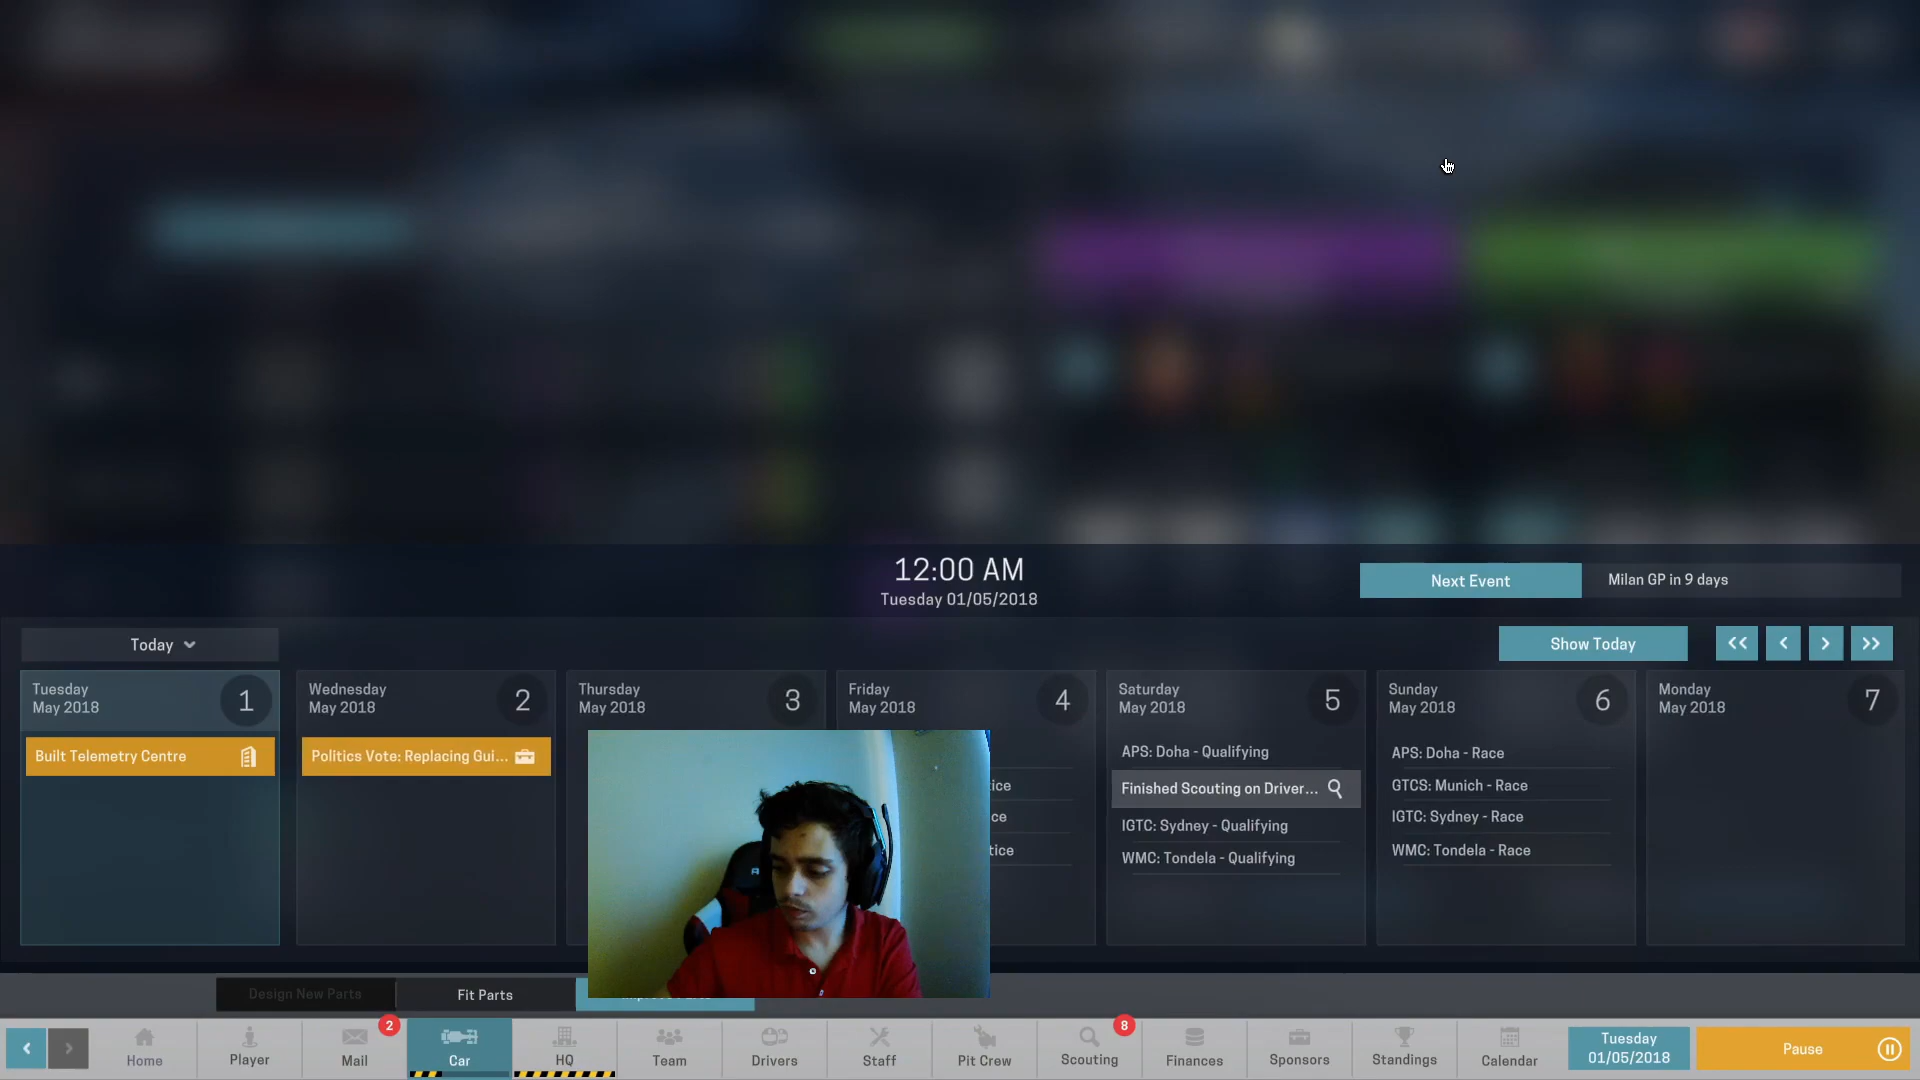 12:00 AM
Tuesday 01/05/2018
Next Event
Milan GP in 9 days
Today
Show Today
<< < > >>
Tuesday
May 2018
1
Built Telemetry Centre
Wednesday
May 2018
2
Politics Vote: Replacing Gui...
Thursday
May 2018
3
Friday
May 2018
4
Saturday
May 2018
5
APS: Doha - Qualifying
Finished Scouting on Driver...
IGTC: Sydney - Qualifying
WMC: Tondela - Qualifying
Sunday
May 2018
6
APS: Doha - Race
GTCS: Munich - Race
IGTC: Sydney - Race
WMC: Tondela - Race
Monday
May 2018
7
Design New Parts
Fit Parts
Home
Player
Mail
2
Car
HQ
Team
Drivers
Staff
Pit Crew
Scouting
8
Finances
Sponsors
Standings
Calendar
Tuesday
01/05/2018
Pause